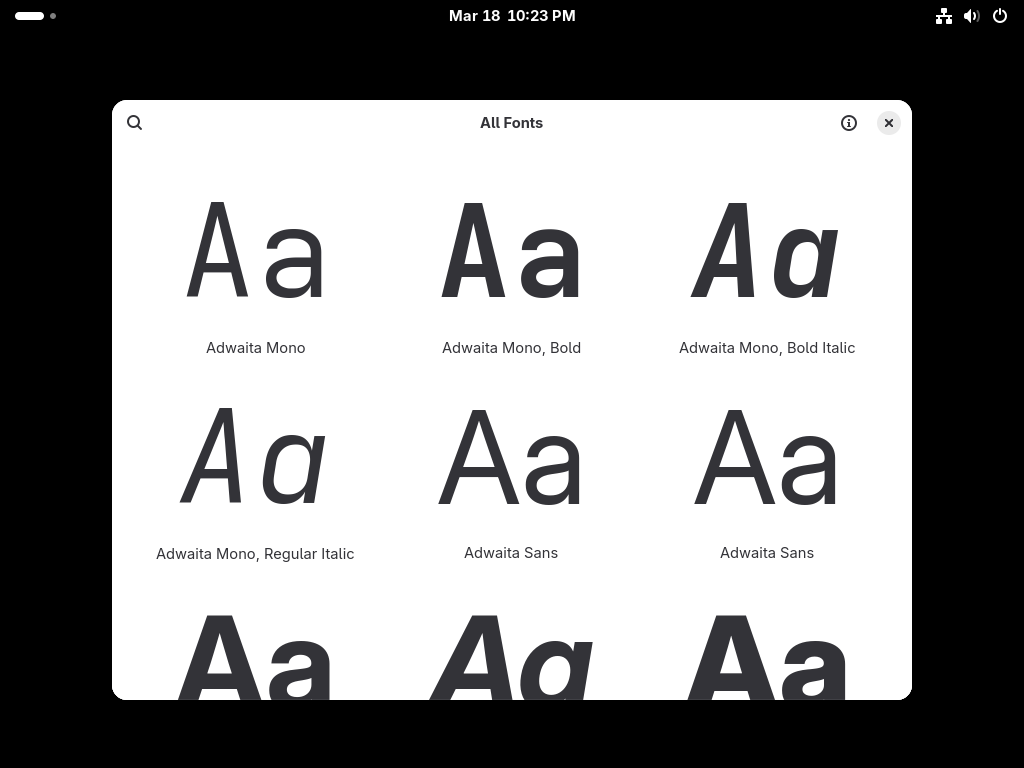 Mar 18 10:23 PM
All Fonts
Aa Aa Aa
Adwaita Mono Adwaita Mono, Bold Adwaita Mono, Bold Italic
Aa Aa Aa
Adwaita Mono, Regular Italic Adwaita Sans Adwaita Sans
Aa Aa Aa